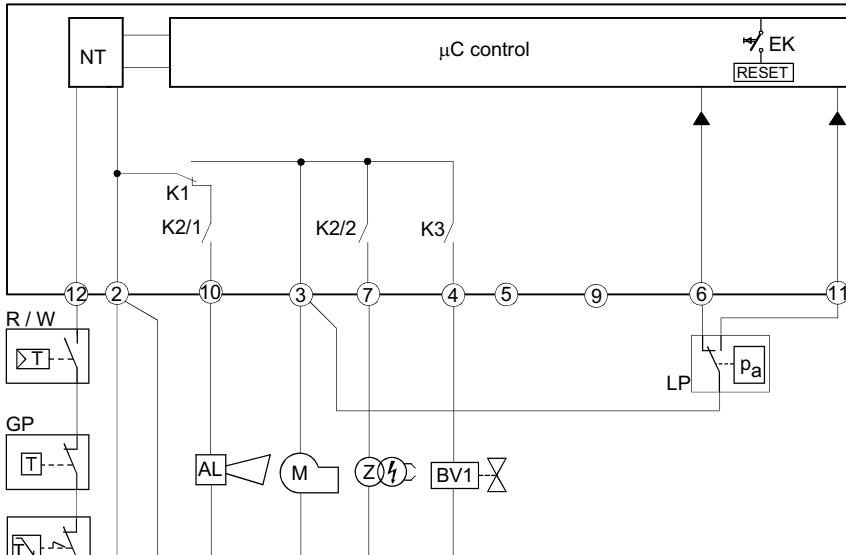 NT
μC control
EK
RESET
K1
K2/1
K2/2
K3
12 2 10 3 7 4 5 9 6 11
R / W
T
LP
pa
GP
T
AL
M
Z
BV1
T